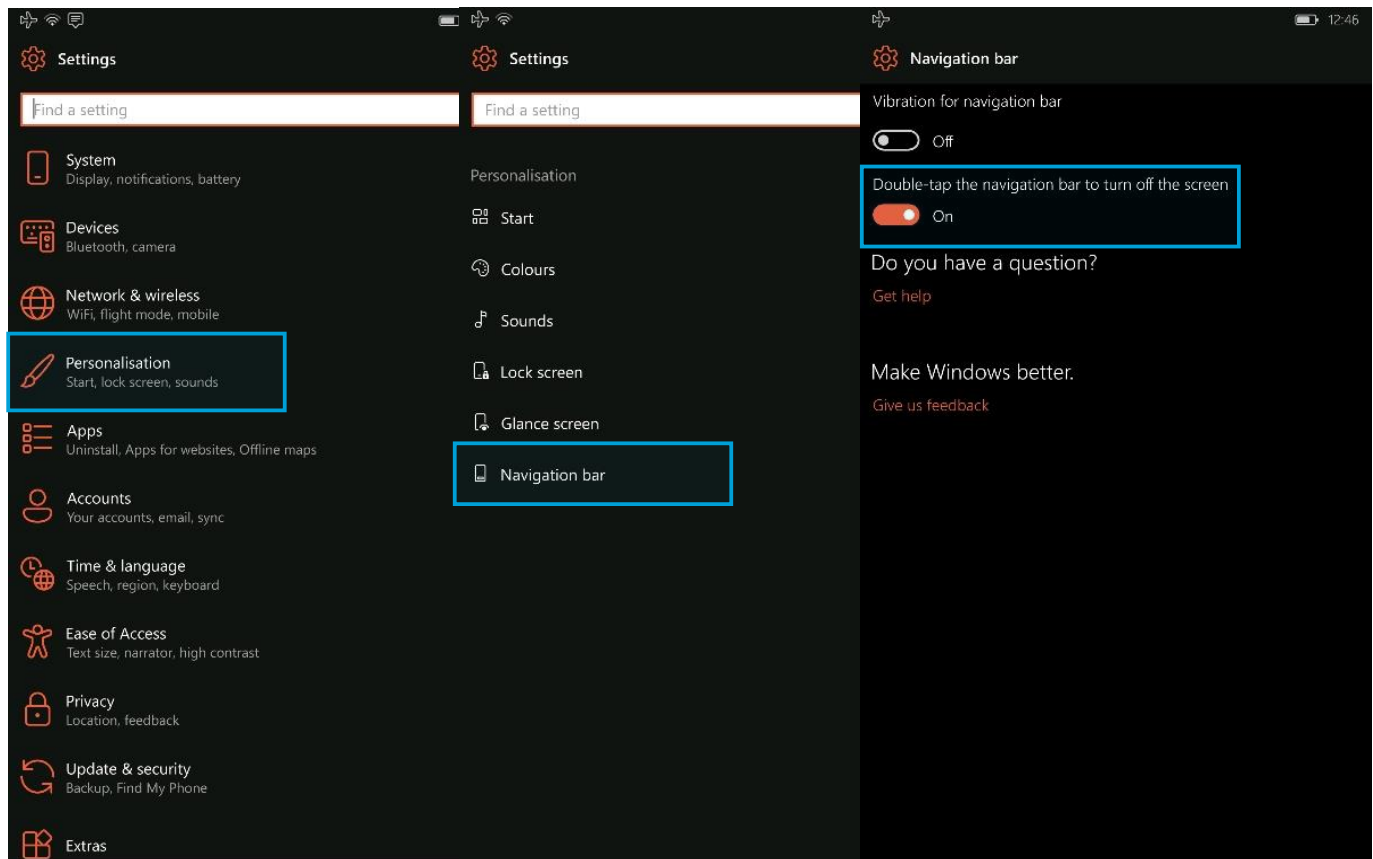 Settings
Find a setting
System
Display, notifications, battery
Devices
Bluetooth, camera
Network & wireless
WiFi, flight mode, mobile
Personalisation
Start, lock screen, sounds
Apps
Uninstall, Apps for websites, Offline maps
Accounts
Your accounts, email, sync
Time & language
Speech, region, keyboard
Ease of Access
Text size, narrator, high contrast
Privacy
Location, feedback
Update & security
Backup, Find My Phone
Extras
Settings
Find a setting
Personalisation
Start
Colours
Sounds
Lock screen
Glance screen
Navigation bar
12:46
Navigation bar
Vibration for navigation bar
Off
Double-tap the navigation bar to turn off the screen
On
Do you have a question?
Get help
Make Windows better.
Give us feedback